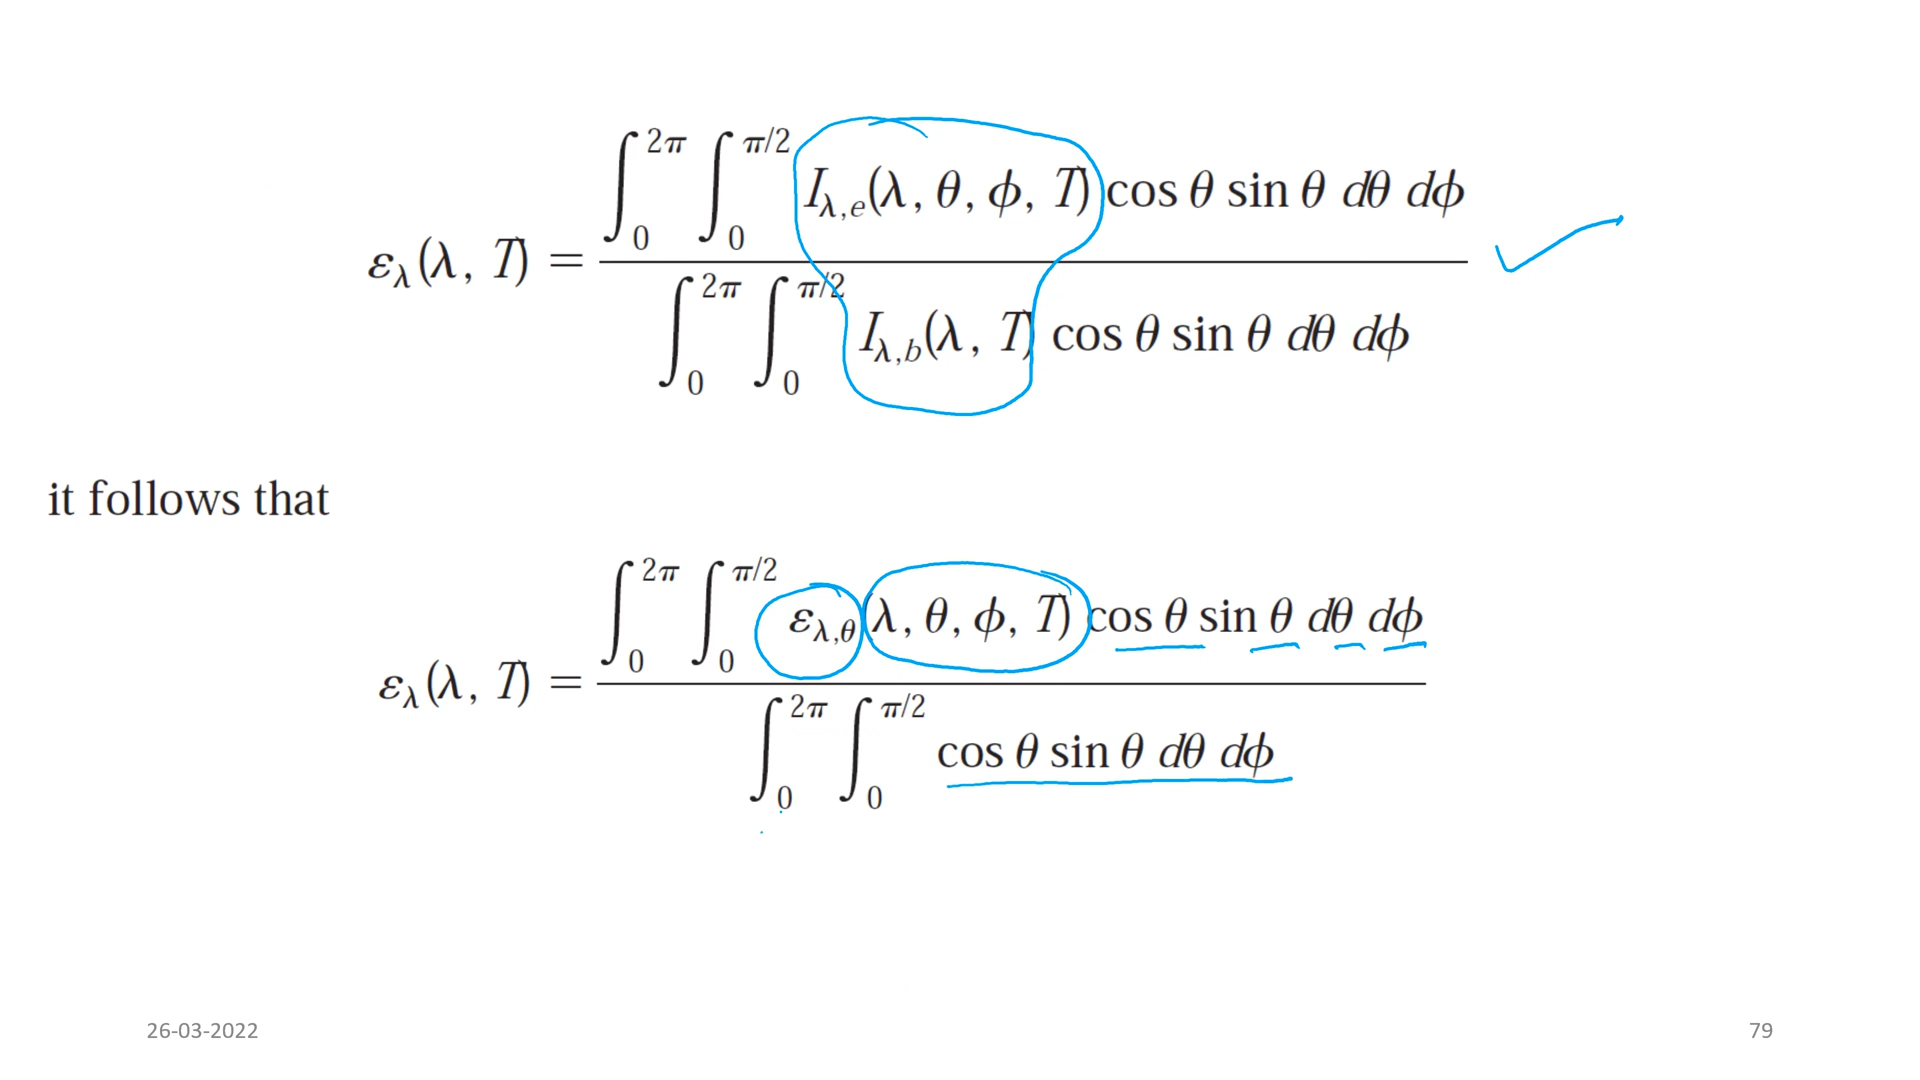 ε_λ(λ, T) = \frac{∫_0^{2π} ∫_0^{π/2} I_{λ,e}(λ, θ, ϕ, T) cos θ sin θ dθ dϕ}{∫_0^{2π} ∫_0^{π/2} I_{λ,b}(λ, T) cos θ sin θ dθ dϕ}
it follows that
ε_λ(λ, T) = \frac{∫_0^{2π} ∫_0^{π/2} ε_{λ,θ}(λ, θ, ϕ, T) cos θ sin θ dθ dϕ}{∫_0^{2π} ∫_0^{π/2} cos θ sin θ dθ dϕ}
26-03-2022
79